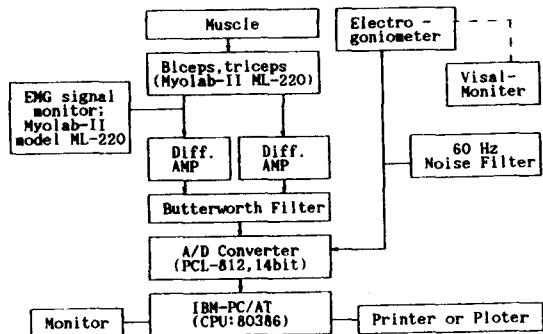 Muscle
Electro -
goniometer
Biceps,triceps
(Myolab-II ML-220)
Visal-
Moniter
EMG signal
monitor;
Myolab-II
model ML-220
Diff.
AMP
Diff.
AMP
60 Hz
Noise Filter
Butterworth Filter
A/D Converter
(PCL-812,14bit)
Monitor
IBM-PC/AT
(CPU:80386)
Printer or Ploter